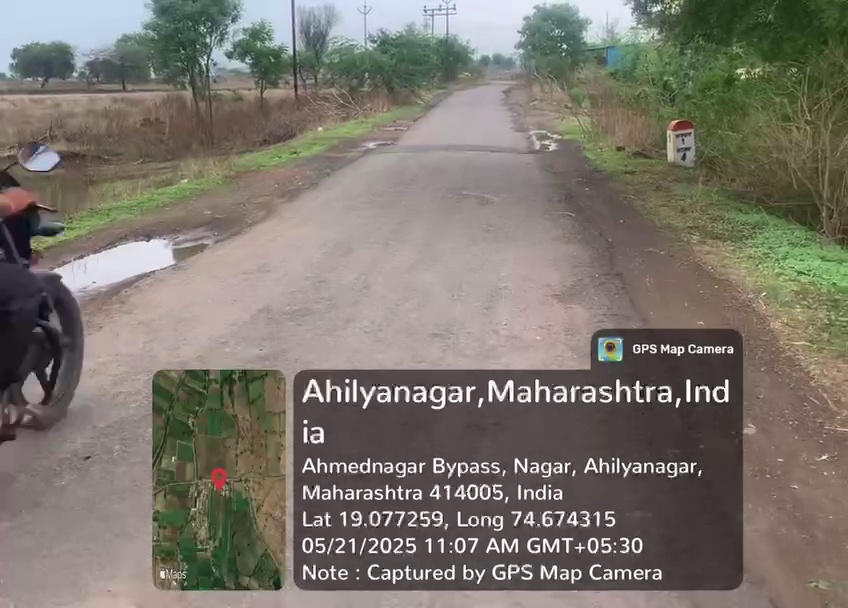 GPS Map Camera
Ahilyanagar,Maharashtra,Ind
ia
Ahmednagar Bypass, Nagar, Ahilyanagar,
Maharashtra 414005, India
Lat 19.077259, Long 74.674315
05/21/2025 11:07 AM GMT+05:30
Note : Captured by GPS Map Camera
Maps